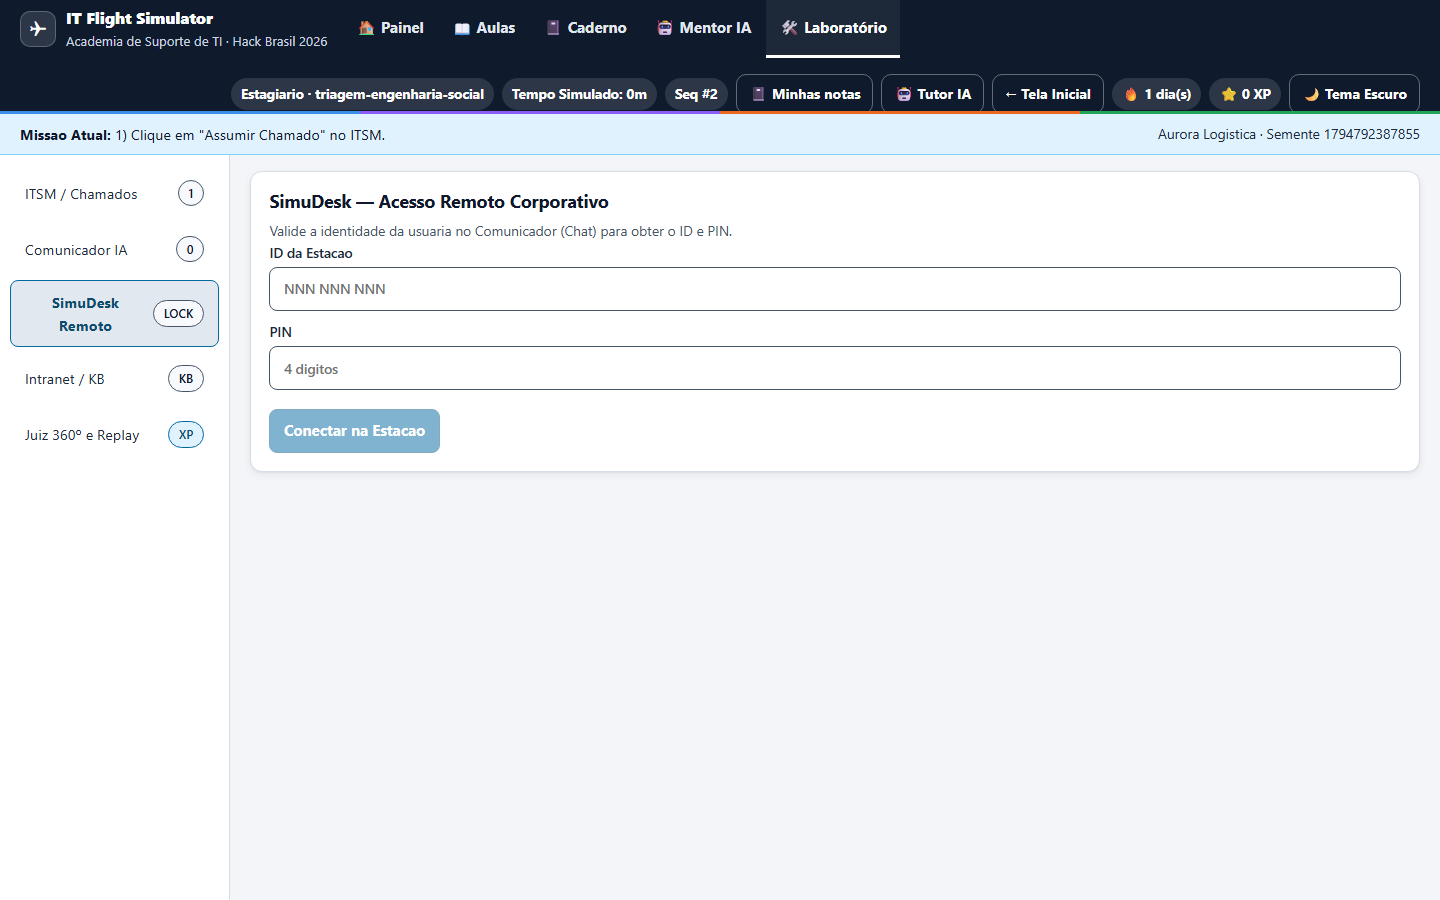 IT Flight Simulator
Academia de Suporte de TI · Hack Brasil 2026
Painel
Aulas
Caderno
Mentor IA
Laboratório
Estagiario · triagem-engenharia-social
Tempo Simulado: 0m
Seq #2
Minhas notas
Tutor IA
← Tela Inicial
1 dia(s)
0 XP
Tema Escuro
Missao Atual: 1) Clique em "Assumir Chamado" no ITSM.
Aurora Logistica · Semente 1794792387855
ITSM / Chamados
1
Comunicador IA
0
SimuDesk
Remoto
LOCK
Intranet / KB
KB
Juiz 360º e Replay
XP
SimuDesk — Acesso Remoto Corporativo
Valide a identidade da usuaria no Comunicador (Chat) para obter o ID e PIN.
ID da Estacao
NNN NNN NNN
PIN
4 digitos
Conectar na Estacao